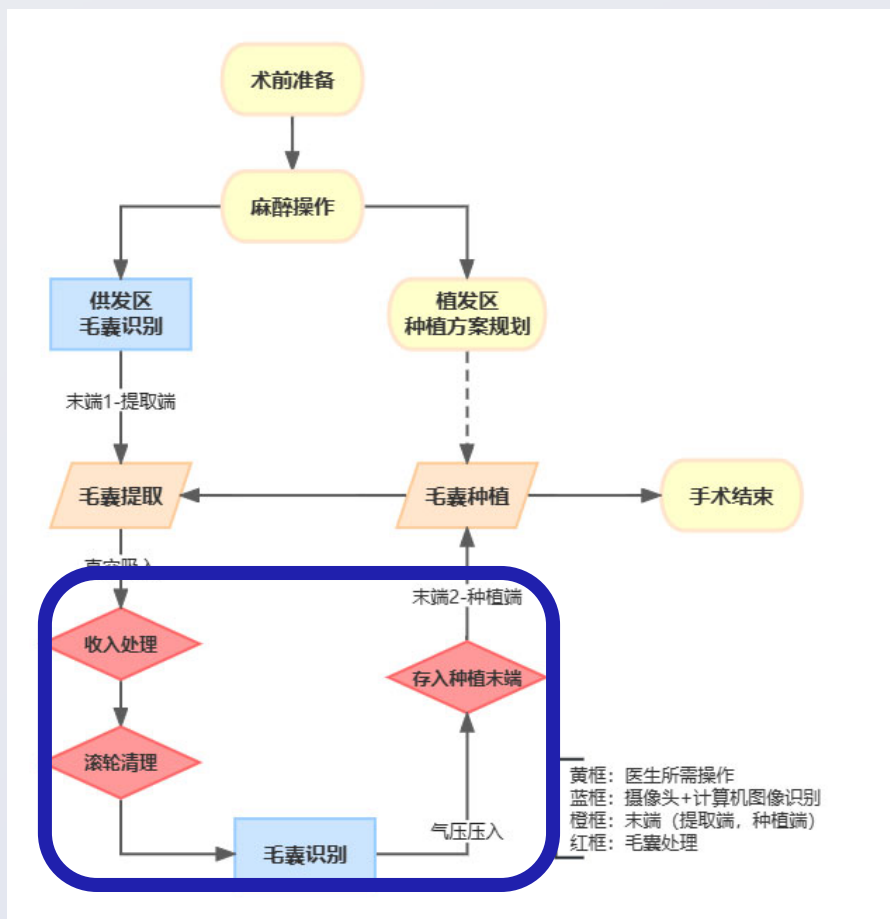 术前准备
麻醉操作
供发区
毛囊识别
植发区
种植方案规划
末端1-提取端
毛囊提取
毛囊种植
手术结束
真空吸入
末端2-种植端
收入处理
存入种植末端
滚轮清理
气压压入
毛囊识别
黄框：医生所需操作
蓝框：摄像头+计算机图像识别
橙框：末端（提取端，种植端）
红框：毛囊处理